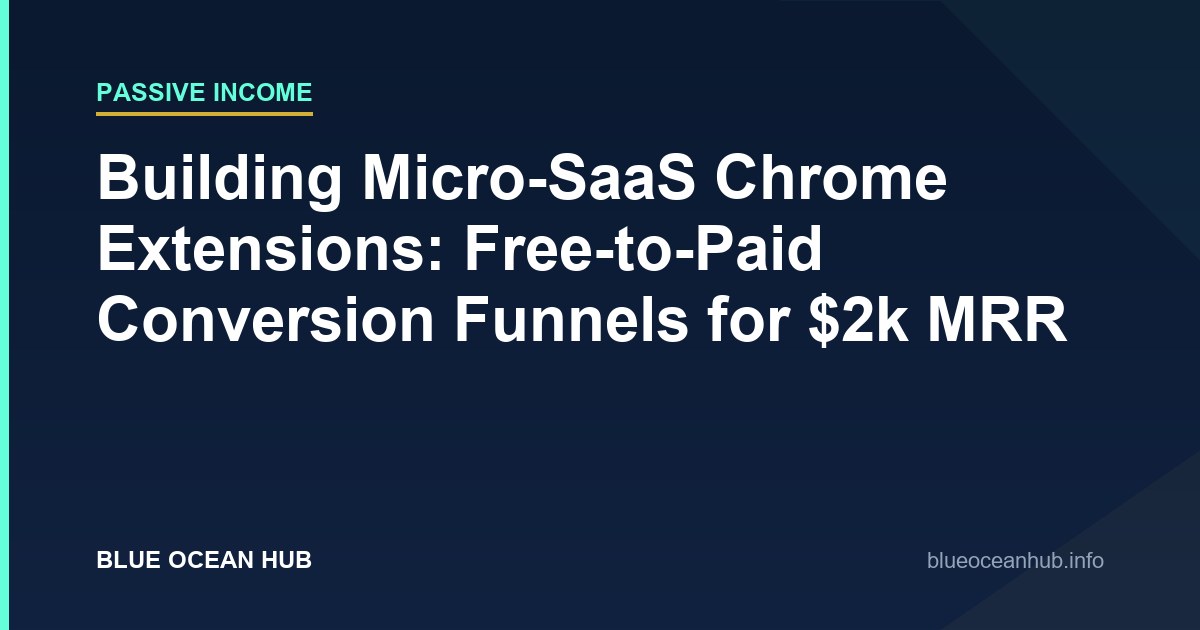 PASSIVE INCOME
Building Micro-SaaS Chrome
Extensions: Free-to-Paid
Conversion Funnels for $2k MRR
BLUE OCEAN HUB
blueoceanhub.info